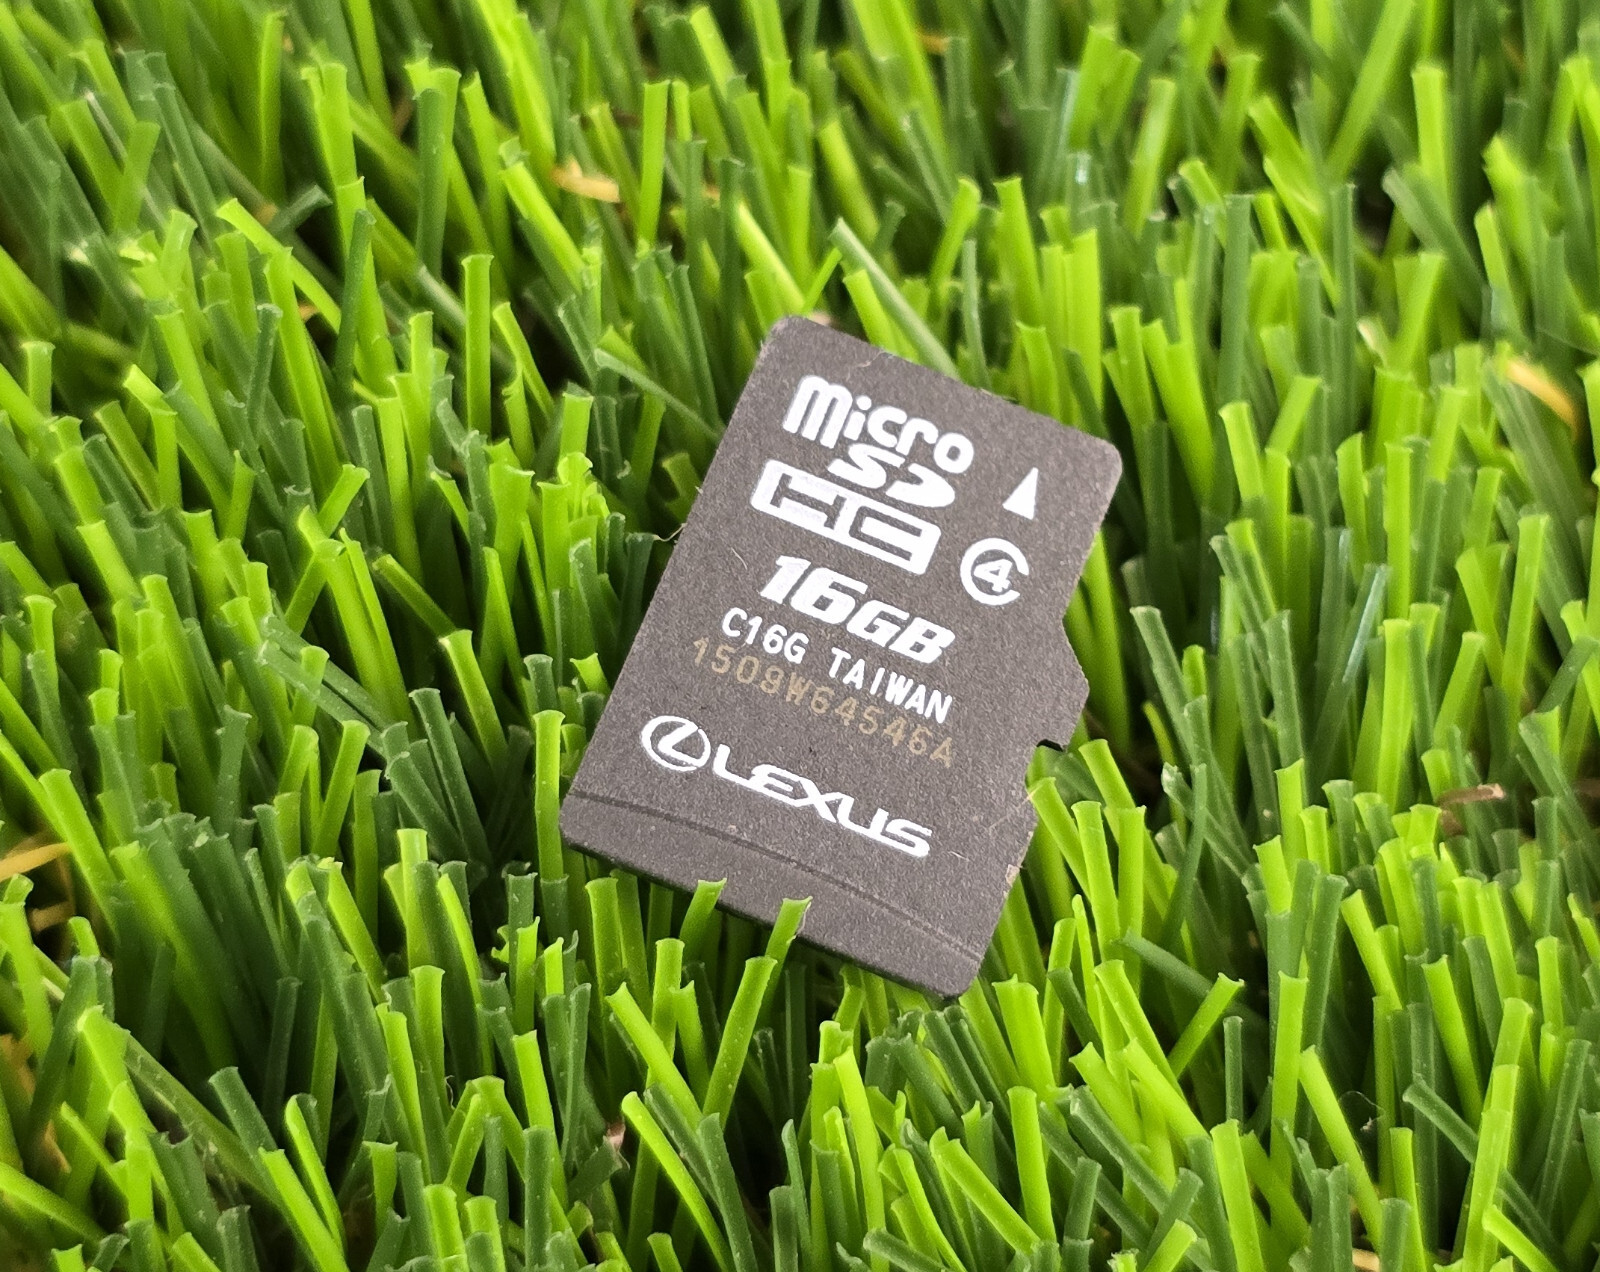 micro
SD
HC
4
16GB
C16G TAIWAN
1509W64546A
LEXUS